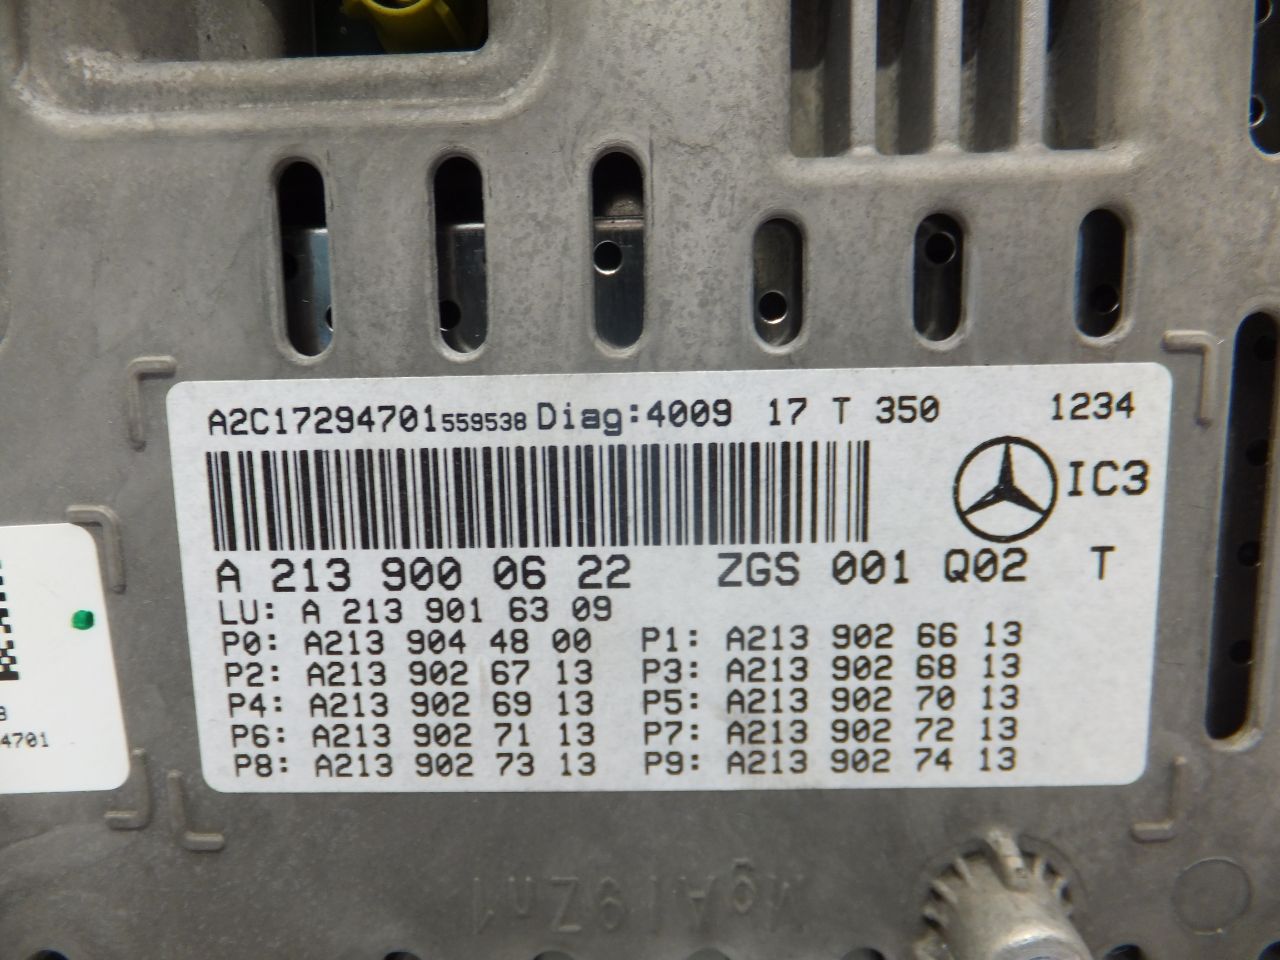 A2C17294701559538 Diag:4009 17 T 350 1234
IC3
A 213 900 06 22 ZGS 001 Q02 T
LU: A 213 901 63 09
P0: A213 904 48 00 P1: A213 902 66 13
P2: A213 902 67 13 P3: A213 902 68 13
P4: A213 902 69 13 P5: A213 902 70 13
P6: A213 902 71 13 P7: A213 902 72 13
P8: A213 902 73 13 P9: A213 902 74 13
4701